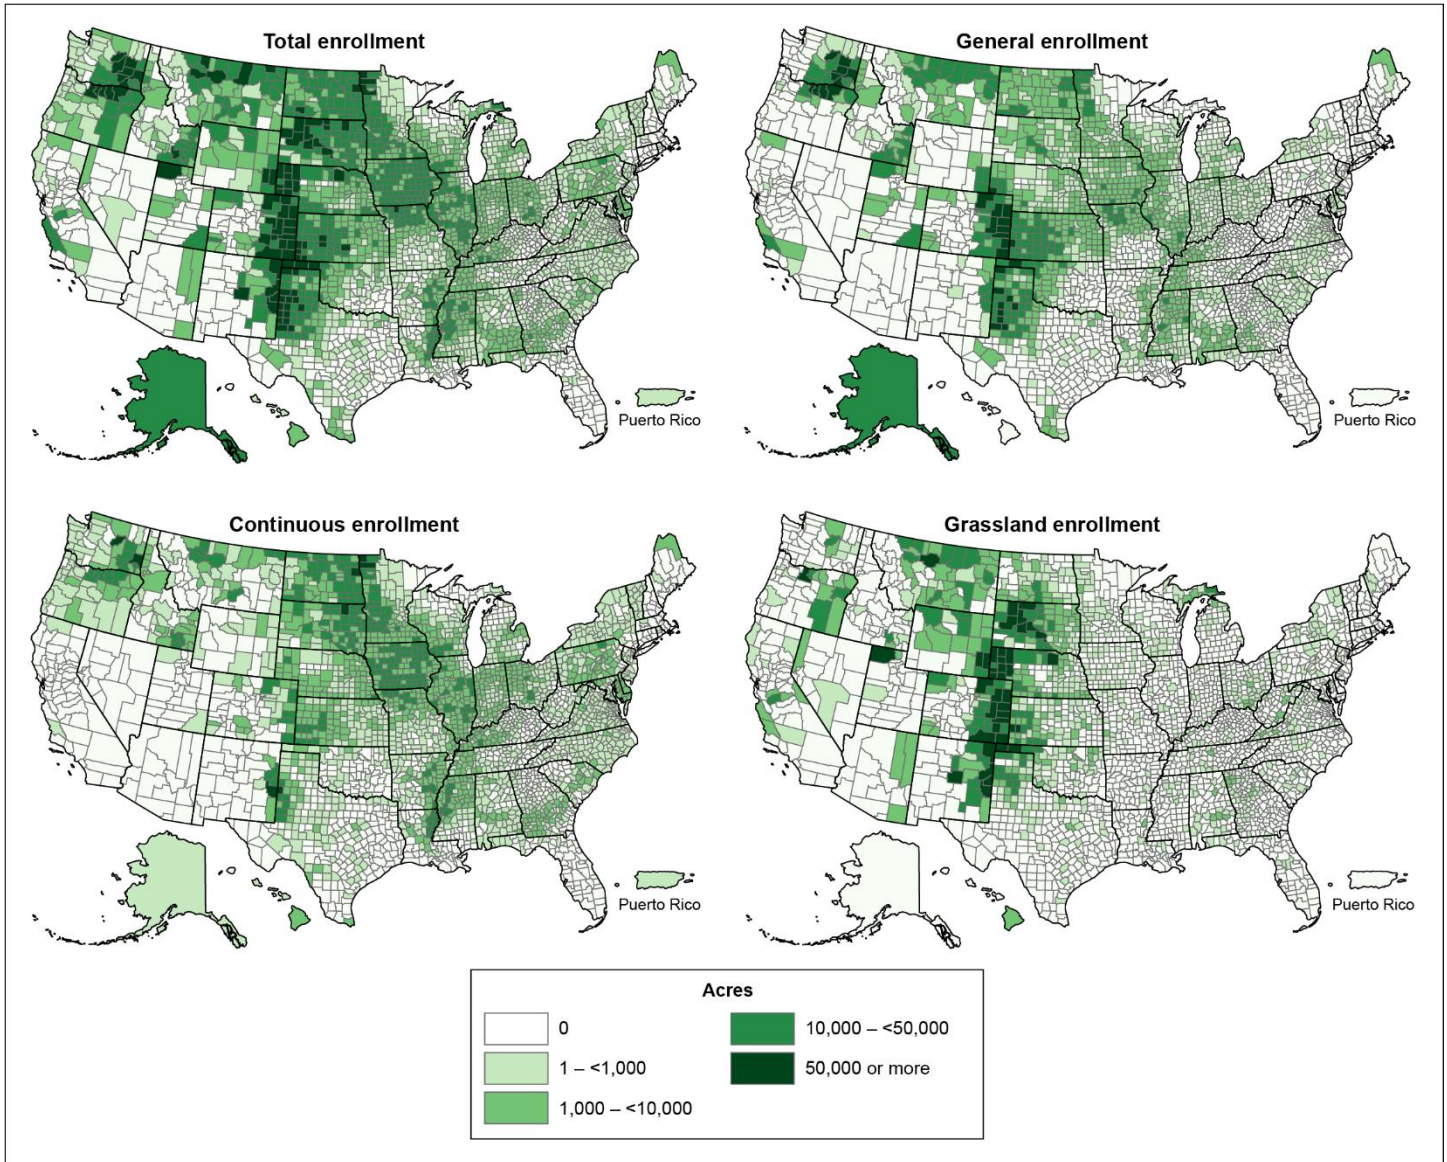 Total enrollment
General enrollment
Puerto Rico
Puerto Rico
Continuous enrollment
Grassland enrollment
Puerto Rico
Puerto Rico
Acres
0
1 – <1,000
1,000 – <10,000
10,000 – <50,000
50,000 or more